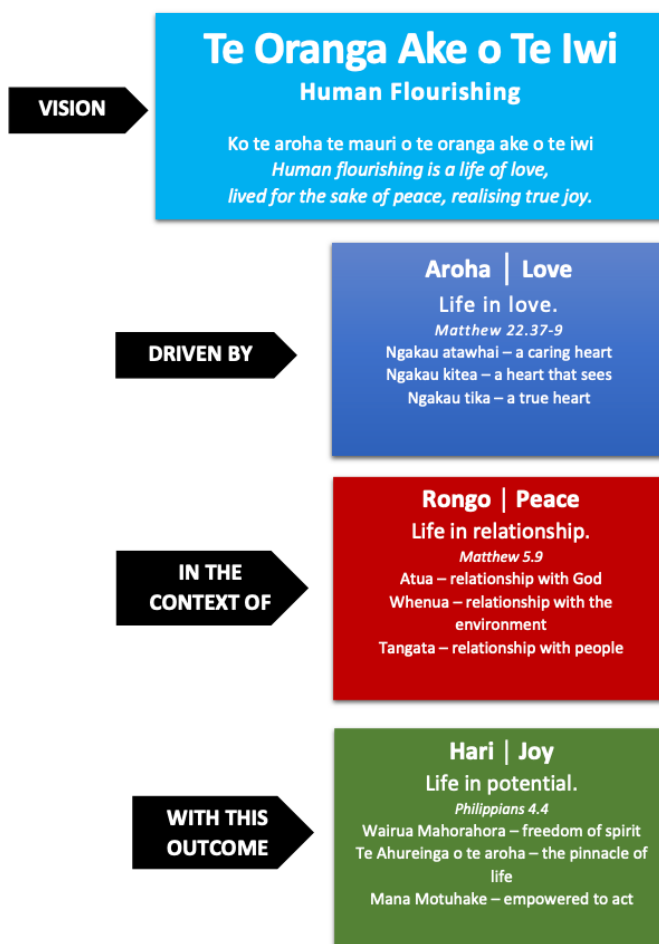 Te Oranga Ake o Te Iwi
Human Flourishing
VISION
Ko te aroha te mauri o te oranga ake o te iwi
Human flourishing is a life of love,
lived for the sake of peace, realising true joy.
Aroha | Love
Life in love.
Matthew 22.37-9
DRIVEN BY
Ngakau atawhai – a caring heart
Ngakau kitea – a heart that sees
Ngakau tika – a true heart
Rongo | Peace
Life in relationship.
Matthew 5.9
IN THE
CONTEXT OF
Atua – relationship with God
Whenua – relationship with the
environment
Tangata – relationship with people
Hari | Joy
Life in potential.
Philippians 4.4
WITH THIS
OUTCOME
Wairua Mahorahora – freedom of spirit
Te Ahureinga o te aroha – the pinnacle of
life
Mana Motuhake – empowered to act